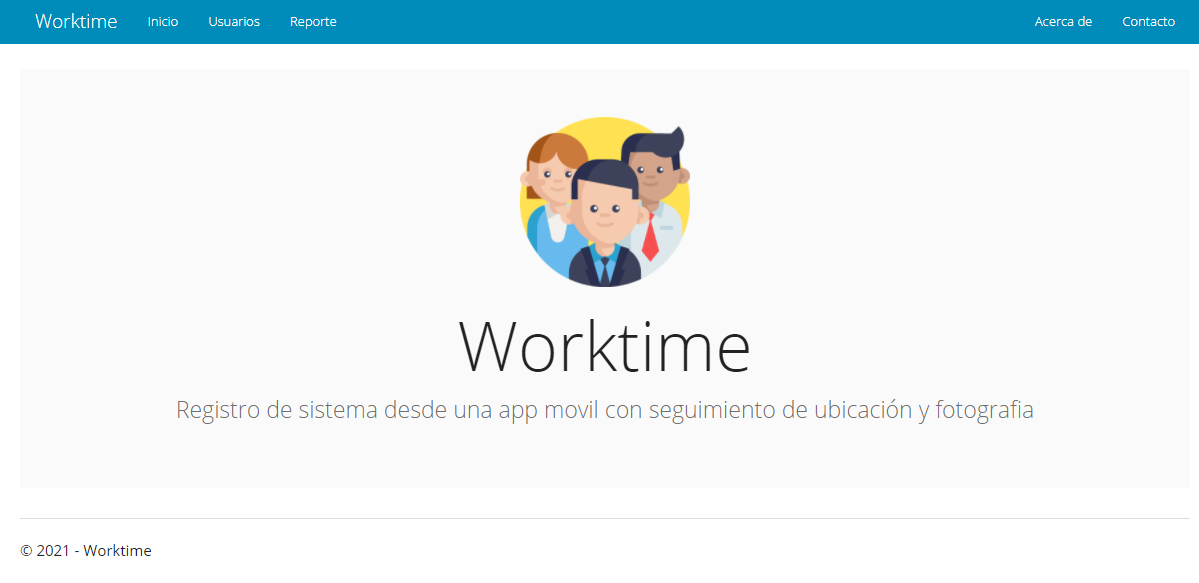 Worktime Inicio Usuarios Reporte Acerca de Contacto
Worktime
Registro de sistema desde una app movil con seguimiento de ubicación y fotografia
© 2021 - Worktime